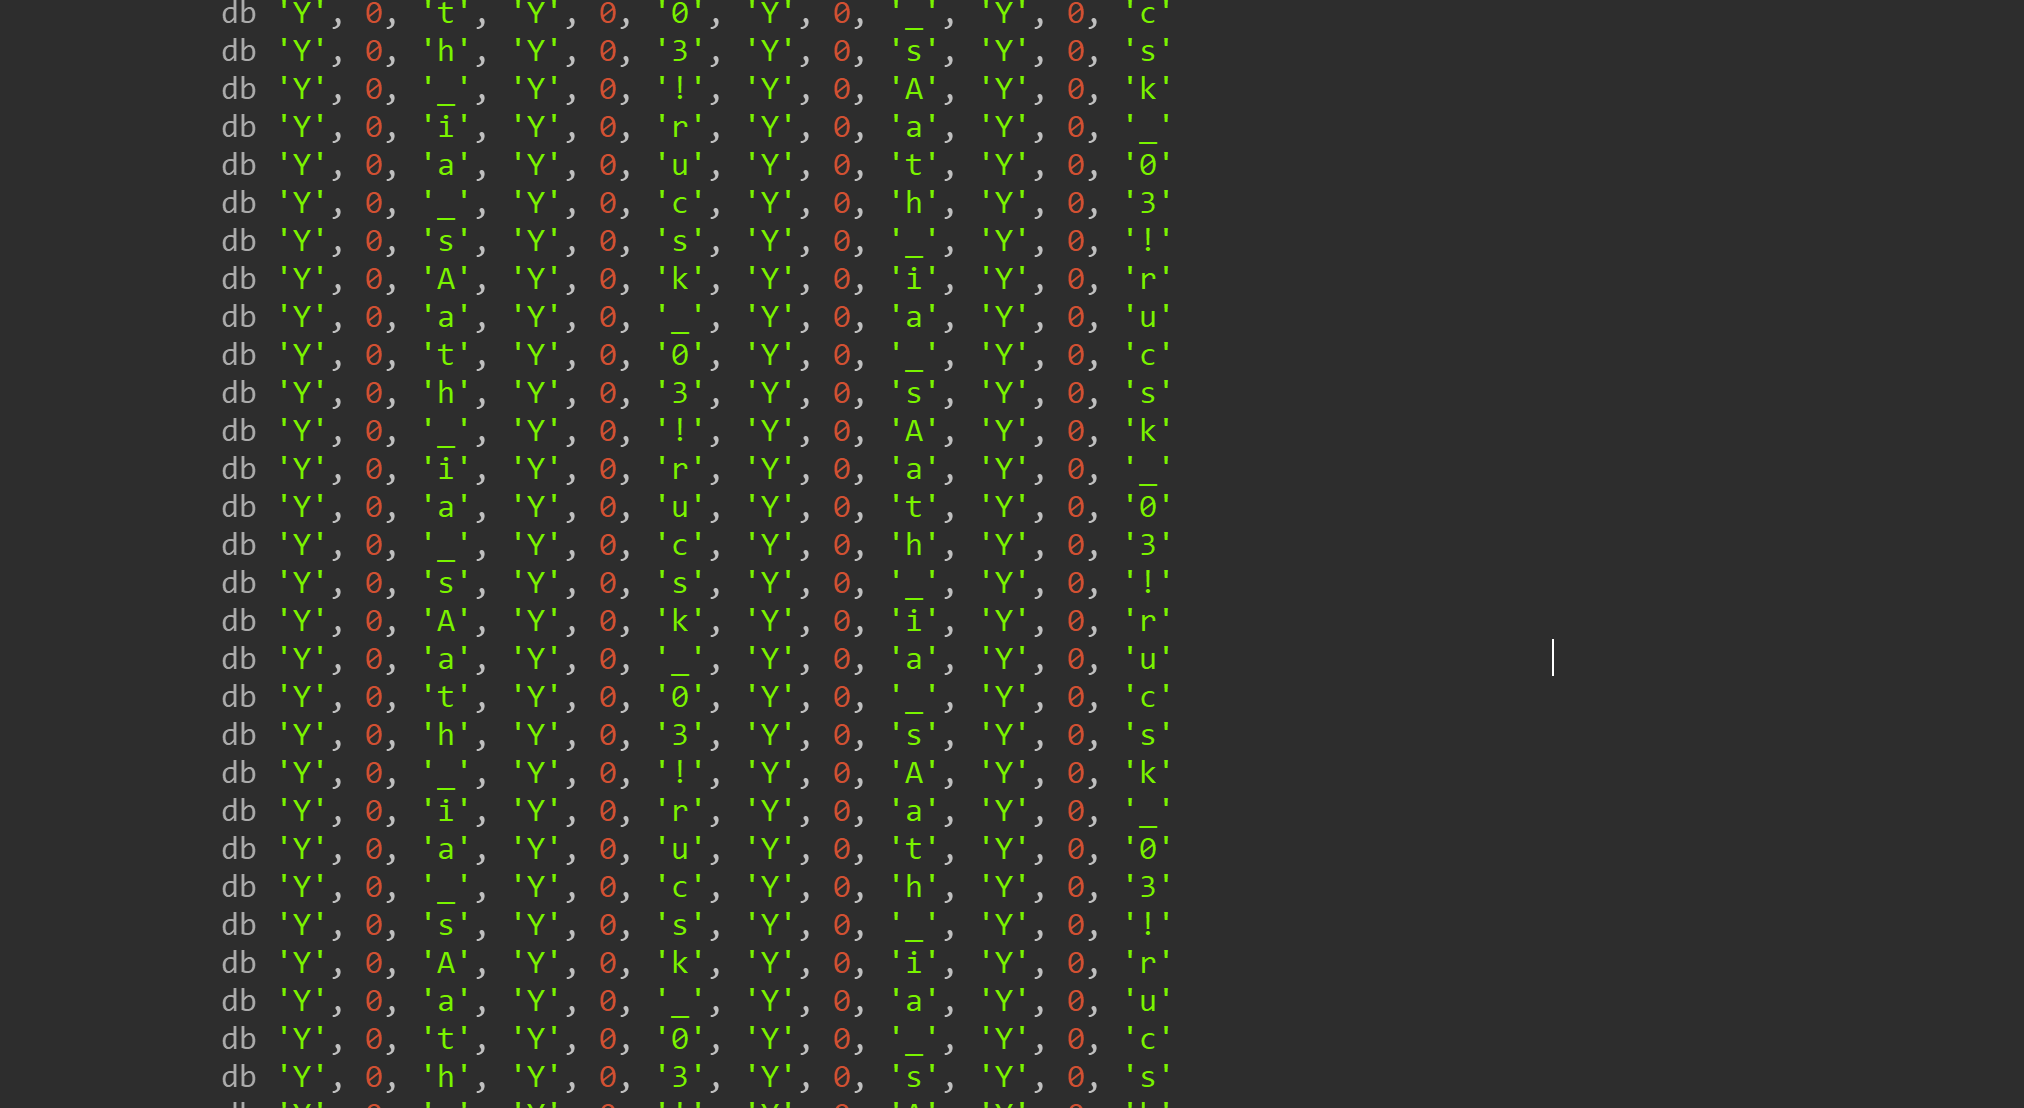 db 'Y', 0, 't', 'Y', 0, '0', 'Y', 0, '_', 'Y', 0, 'c'
db 'Y', 0, 'h', 'Y', 0, '3', 'Y', 0, 's', 'Y', 0, 's'
db 'Y', 0, '_', 'Y', 0, '!', 'Y', 0, 'A', 'Y', 0, 'k'
db 'Y', 0, 'i', 'Y', 0, 'r', 'Y', 0, 'a', 'Y', 0, '_'
db 'Y', 0, 'a', 'Y', 0, 'u', 'Y', 0, 't', 'Y', 0, '0'
db 'Y', 0, '_', 'Y', 0, 'c', 'Y', 0, 'h', 'Y', 0, '3'
db 'Y', 0, 's', 'Y', 0, 's', 'Y', 0, '_', 'Y', 0, '!'
db 'Y', 0, 'A', 'Y', 0, 'k', 'Y', 0, 'i', 'Y', 0, 'r'
db 'Y', 0, 'a', 'Y', 0, '_', 'Y', 0, 'a', 'Y', 0, 'u'
db 'Y', 0, 't', 'Y', 0, '0', 'Y', 0, '_', 'Y', 0, 'c'
db 'Y', 0, 'h', 'Y', 0, '3', 'Y', 0, 's', 'Y', 0, 's'
db 'Y', 0, '_', 'Y', 0, '!', 'Y', 0, 'A', 'Y', 0, 'k'
db 'Y', 0, 'i', 'Y', 0, 'r', 'Y', 0, 'a', 'Y', 0, '_'
db 'Y', 0, 'a', 'Y', 0, 'u', 'Y', 0, 't', 'Y', 0, '0'
db 'Y', 0, '_', 'Y', 0, 'c', 'Y', 0, 'h', 'Y', 0, '3'
db 'Y', 0, 's', 'Y', 0, 's', 'Y', 0, '_', 'Y', 0, '!'
db 'Y', 0, 'A', 'Y', 0, 'k', 'Y', 0, 'i', 'Y', 0, 'r'
db 'Y', 0, 'a', 'Y', 0, '_', 'Y', 0, 'a', 'Y', 0, 'u'
db 'Y', 0, 't', 'Y', 0, '0', 'Y', 0, '_', 'Y', 0, 'c'
db 'Y', 0, 'h', 'Y', 0, '3', 'Y', 0, 's', 'Y', 0, 's'
db 'Y', 0, '_', 'Y', 0, '!', 'Y', 0, 'A', 'Y', 0, 'k'
db 'Y', 0, 'i', 'Y', 0, 'r', 'Y', 0, 'a', 'Y', 0, '_'
db 'Y', 0, 'a', 'Y', 0, 'u', 'Y', 0, 't', 'Y', 0, '0'
db 'Y', 0, '_', 'Y', 0, 'c', 'Y', 0, 'h', 'Y', 0, '3'
db 'Y', 0, 's', 'Y', 0, 's', 'Y', 0, '_', 'Y', 0, '!'
db 'Y', 0, 'A', 'Y', 0, 'k', 'Y', 0, 'i', 'Y', 0, 'r'
db 'Y', 0, 'a', 'Y', 0, '_', 'Y', 0, 'a', 'Y', 0, 'u'
db 'Y', 0, 't', 'Y', 0, '0', 'Y', 0, '_', 'Y', 0, 'c'
db 'Y', 0, 'h', 'Y', 0, '3', 'Y', 0, 's', 'Y', 0, 's'